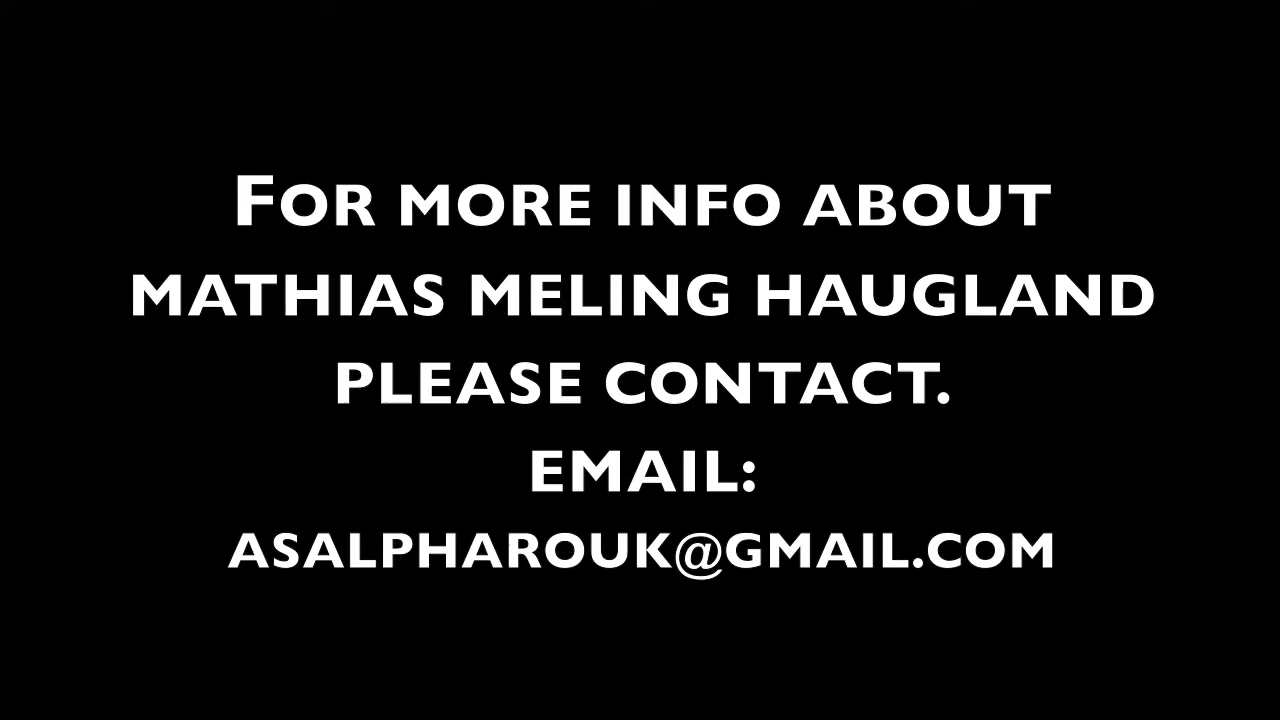 FOR MORE INFO ABOUT
MATHIAS MELING HAUGLAND
PLEASE CONTACT.
EMAIL:
ASALPHAROUK@GMAIL.COM